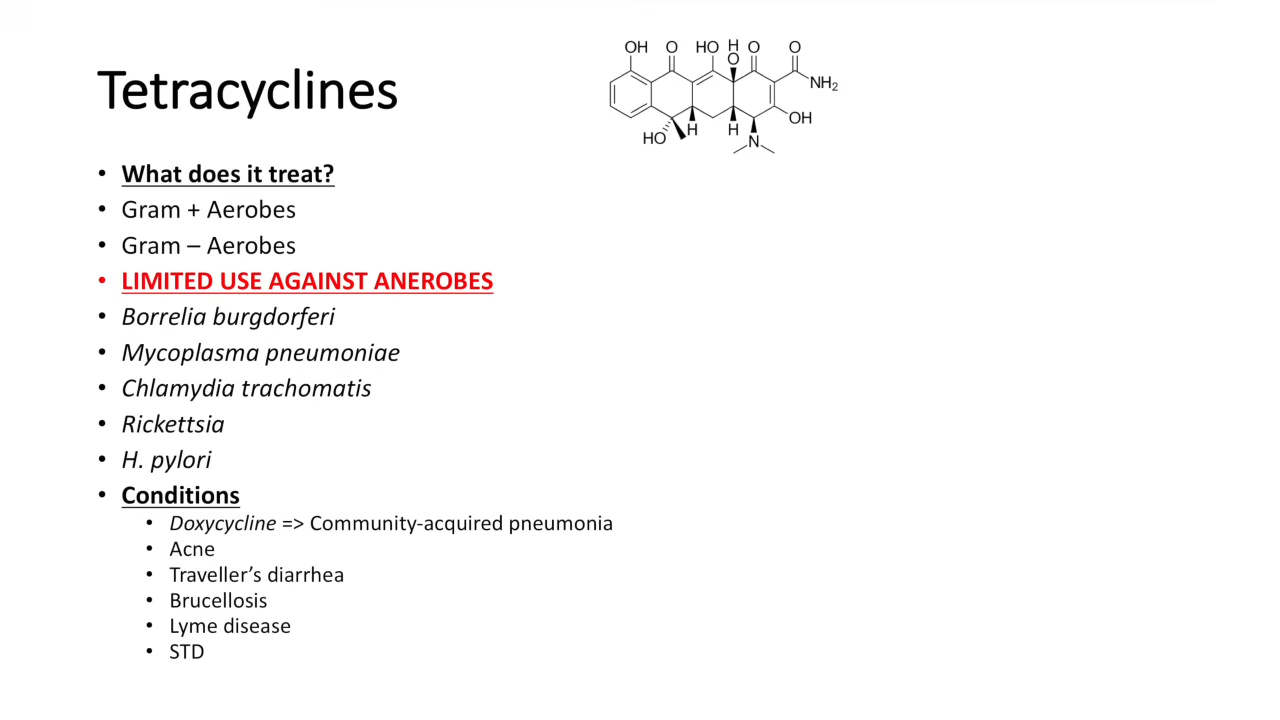 OH O HO H O O O
NH2
OH
HO H H N
Tetracyclines
• What does it treat?
• Gram + Aerobes
• Gram – Aerobes
• LIMITED USE AGAINST ANEROBES
• Borrelia burgdorferi
• Mycoplasma pneumoniae
• Chlamydia trachomatis
• Rickettsia
• H. pylori
• Conditions
• Doxycycline => Community-acquired pneumonia
• Acne
• Traveller’s diarrhea
• Brucellosis
• Lyme disease
• STD